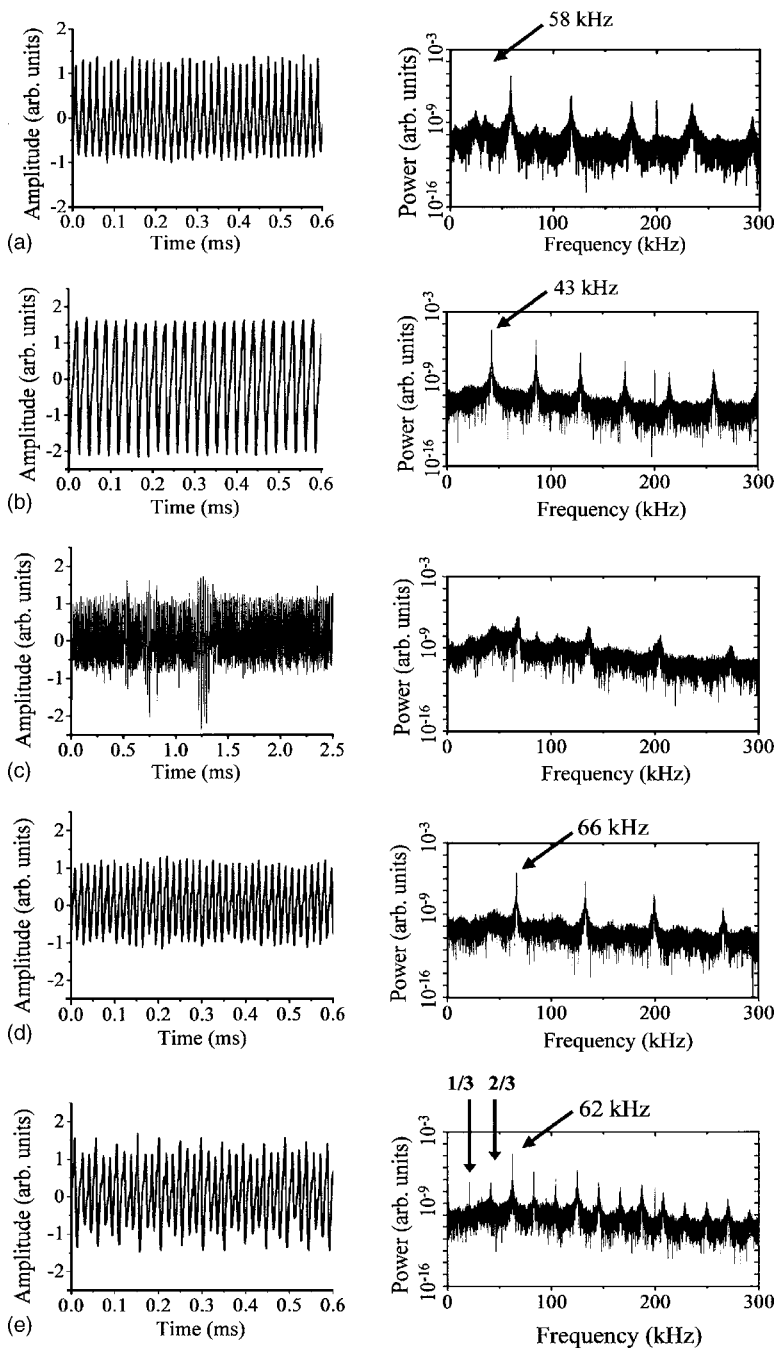 58 kHz
Amplitude (arb. units)
2
1
0
-1
-2
0.0 0.1 0.2 0.3 0.4 0.5 0.6
Time (ms)
Power (arb. units)
10-3
10-9
10-16
0 100 200 300
Frequency (kHz)
(a)
43 kHz
Amplitude (arb. units)
2
1
0
-1
-2
0.0 0.1 0.2 0.3 0.4 0.5 0.6
Time (ms)
Power (arb. units)
10-3
10-9
10-16
0 100 200 300
Frequency (kHz)
(b)
Amplitude (arb. units)
2
1
0
-1
-2
0.0 0.5 1.0 1.5 2.0 2.5
Time (ms)
Power (arb. units)
10-3
10-9
10-16
0 100 200 300
Frequency (kHz)
(c)
66 kHz
Amplitude (arb. units)
2
1
0
-1
-2
0.0 0.1 0.2 0.3 0.4 0.5 0.6
Time (ms)
Power (arb. units)
10-3
10-9
10-16
0 100 200 300
Frequency (kHz)
(d)
1/3 2/3
62 kHz
Amplitude (arb. units)
2
1
0
-1
-2
0.0 0.1 0.2 0.3 0.4 0.5 0.6
Time (ms)
Power (arb. units)
10-3
10-9
10-16
0 100 200 300
Frequency (kHz)
(e)